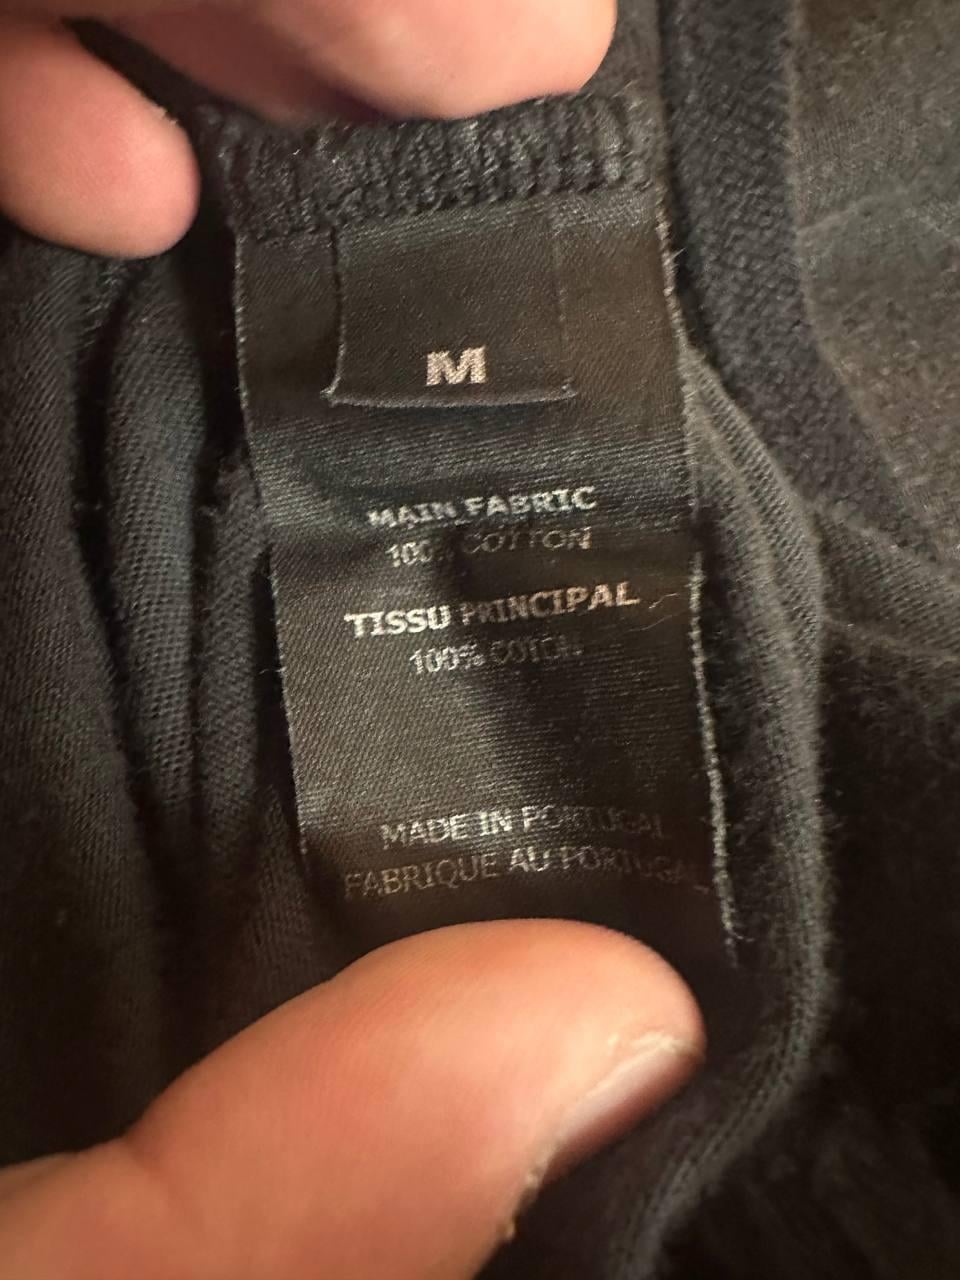 M
MAIN FABRIC
100% COTTON
TISSU PRINCIPAL
100% COTON
MADE IN PORTUGAL
FABRIQUE AU PORTUGAL